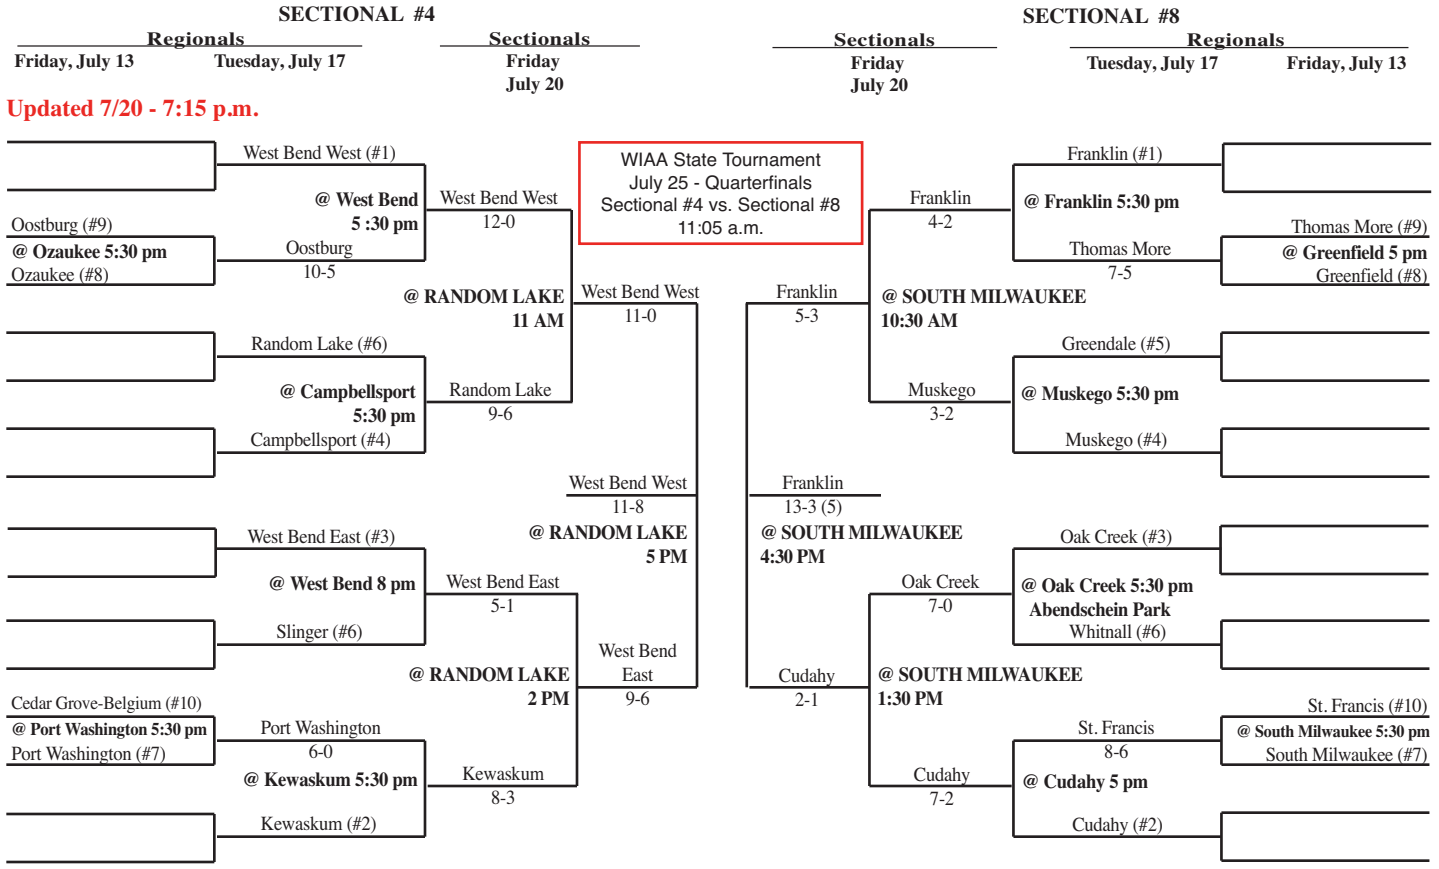 SECTIONAL #4
SECTIONAL #8
Regionals
Sectionals
Sectionals
Regionals
Friday, July 13
Tuesday, July 17
Friday
July 20
Friday
July 20
Tuesday, July 17
Friday, July 13
Updated 7/20 - 7:15 p.m.
West Bend West (#1)
@ West Bend
5 :30 pm
Oostburg (#9)
@ Ozaukee 5:30 pm
Ozaukee (#8)
Oostburg
10-5
West Bend West
12-0
@ RANDOM LAKE
11 AM
Random Lake (#6)
@ Campbellsport
5:30 pm
Campbellsport (#4)
Random Lake
9-6
West Bend West
11-0
West Bend West
11-8
@ RANDOM LAKE
5 PM
West Bend East (#3)
@ West Bend 8 pm
Slinger (#6)
West Bend East
5-1
@ RANDOM LAKE
2 PM
West Bend
East
9-6
Cedar Grove-Belgium (#10)
@ Port Washington 5:30 pm
Port Washington (#7)
Port Washington
6-0
@ Kewaskum 5:30 pm
Kewaskum (#2)
Kewaskum
8-3
WIAA State Tournament
July 25 - Quarterfinals
Sectional #4 vs. Sectional #8
11:05 a.m.
Franklin (#1)
@ Franklin 5:30 pm
Thomas More (#9)
@ Greenfield 5 pm
Greenfield (#8)
Thomas More
7-5
Franklin
4-2
@ SOUTH MILWAUKEE
10:30 AM
Franklin
5-3
Greendale (#5)
@ Muskego 5:30 pm
Muskego (#4)
Muskego
3-2
Franklin
13-3 (5)
@ SOUTH MILWAUKEE
4:30 PM
Oak Creek (#3)
@ Oak Creek 5:30 pm
Abendschein Park
Whitnall (#6)
Oak Creek
7-0
@ SOUTH MILWAUKEE
1:30 PM
Cudahy
2-1
St. Francis (#10)
@ South Milwaukee 5:30 pm
South Milwaukee (#7)
St. Francis
8-6
@ Cudahy 5 pm
Cudahy (#2)
Cudahy
7-2